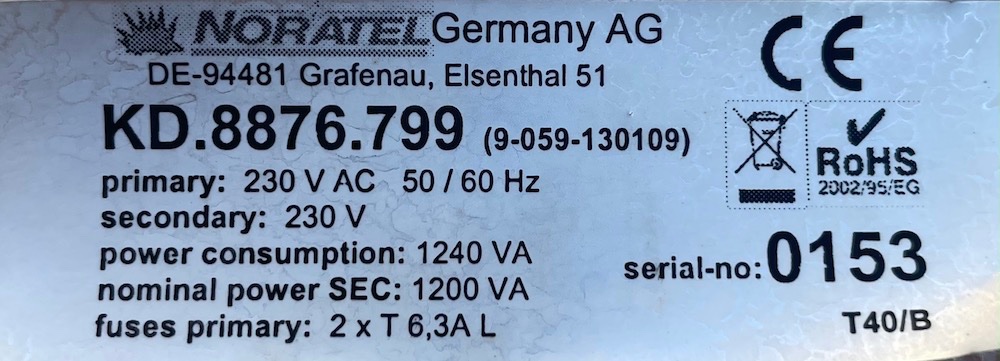 NORATEL Germany AG
DE-94481 Grafenau, Elsenthal 51
KD.8876.799 (9-059-130109)
primary: 230 V AC 50 / 60 Hz
secondary: 230 V
power consumption: 1240 VA
nominal power SEC: 1200 VA
fuses primary: 2 x T 6,3A L
CE
RoHS
2002/95/EG
serial-no: 0153
T40/B